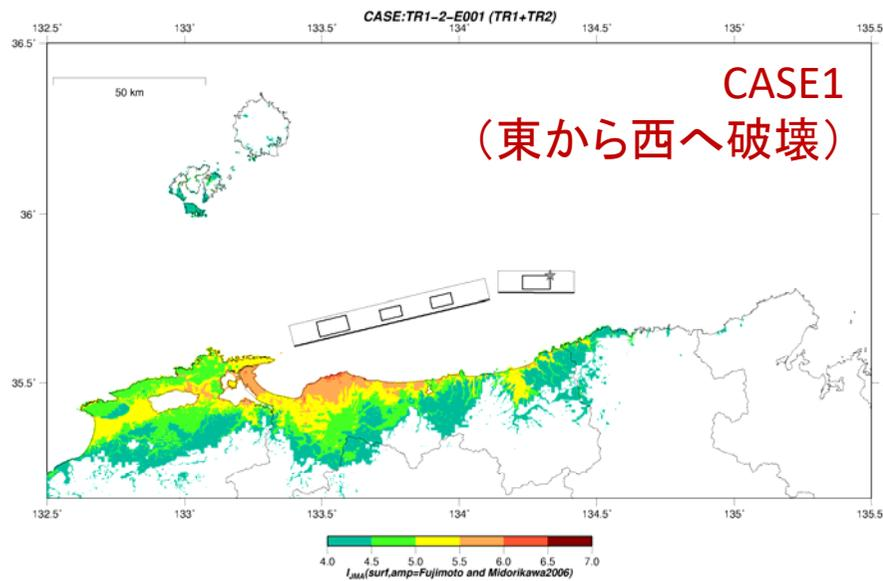 CASE:TR1-2-E001 (TR1+TR2)
132.5˚ 133˚ 133.5˚ 134˚ 134.5˚ 135˚ 135.5˚
36.5˚
50 km
CASE1
（東から西へ破壊）
36˚
35.5˚
132.5˚ 133˚ 133.5˚ 134˚ 134.5˚ 135˚ 135.5˚
4.0 4.5 5.0 5.5 6.0 6.5 7.0
IJMA(surf,amp=Fujimoto and Midorikawa2006)